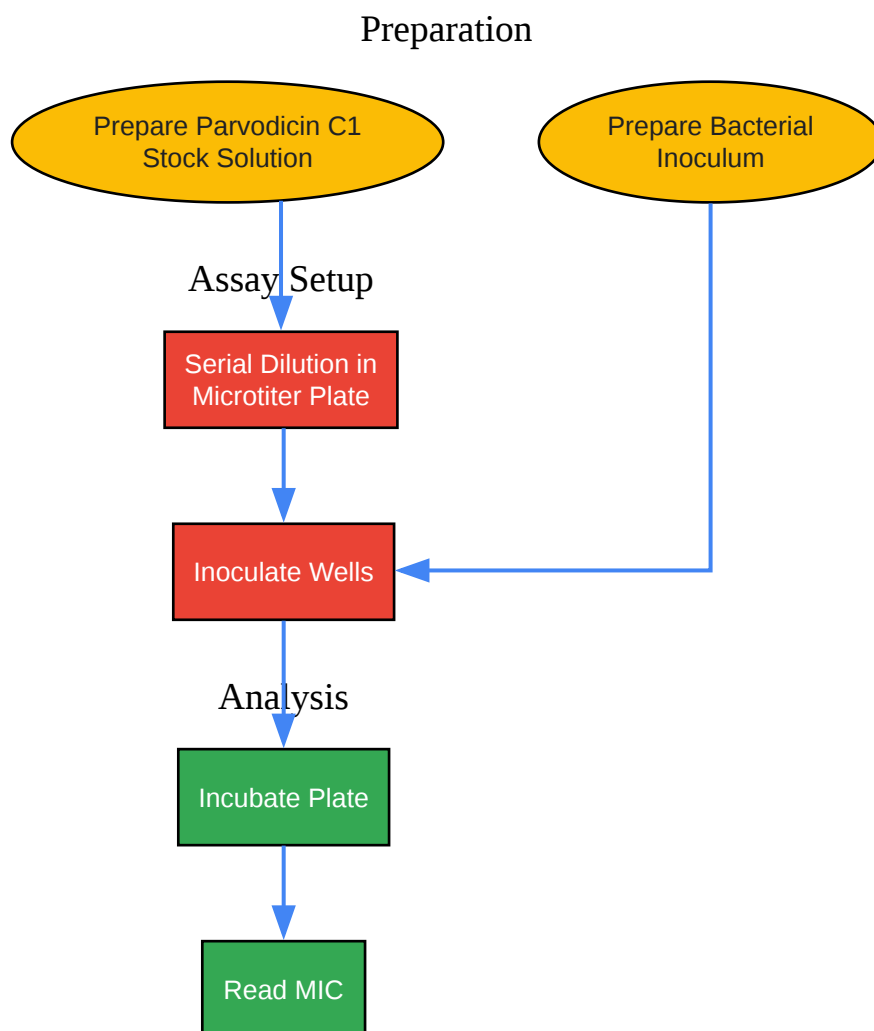 Preparation
Prepare Parvodicin C1
Stock Solution
Prepare Bacterial
Inoculum
Assay Setup
Serial Dilution in
Microtiter Plate
Inoculate Wells
Analysis
Incubate Plate
Read MIC